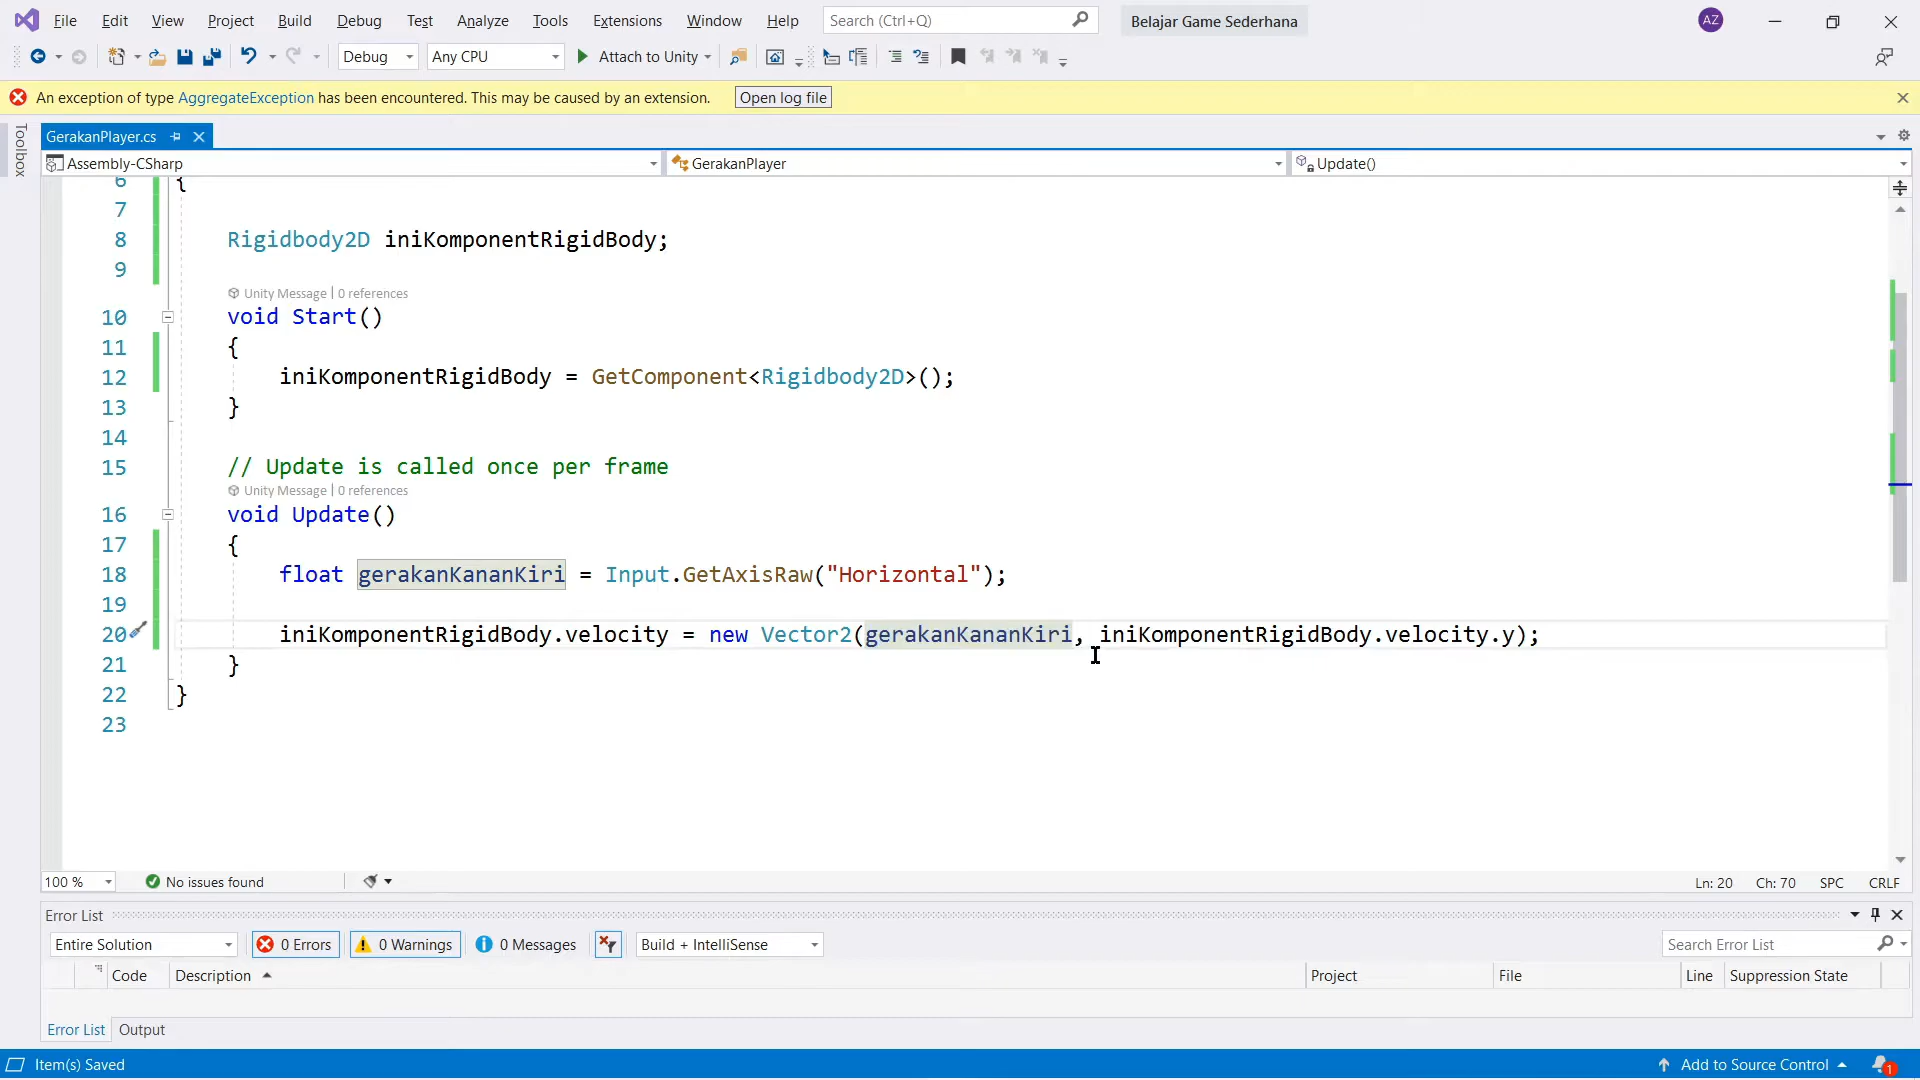 File Edit View Project Build Debug Test Analyze Tools Extensions Window Help Search (Ctrl+Q) Belajar Game Sederhana AZ
Debug Any CPU Attach to Unity
An exception of type AggregateException has been encountered. This may be caused by an extension. Open log file
Toolbox
GerakanPlayer.cs
Assembly-CSharp GerakanPlayer Update()
6 {
7
8 Rigidbody2D iniKomponentRigidBody;
9
Unity Message | 0 references
10 void Start()
11 {
12 iniKomponentRigidBody = GetComponent<Rigidbody2D>();
13 }
14
15 // Update is called once per frame
Unity Message | 0 references
16 void Update()
17 {
18 float gerakanKananKiri = Input.GetAxisRaw("Horizontal");
19
20 iniKomponentRigidBody.velocity = new Vector2(gerakanKananKiri, iniKomponentRigidBody.velocity.y);
21 }
22 }
23
100 % No issues found Ln: 20 Ch: 70 SPC CRLF
Error List
Entire Solution 0 Errors 0 Warnings 0 Messages Build + IntelliSense Search Error List
Code Description Project File Line Suppression State
Error List Output
Item(s) Saved Add to Source Control 1